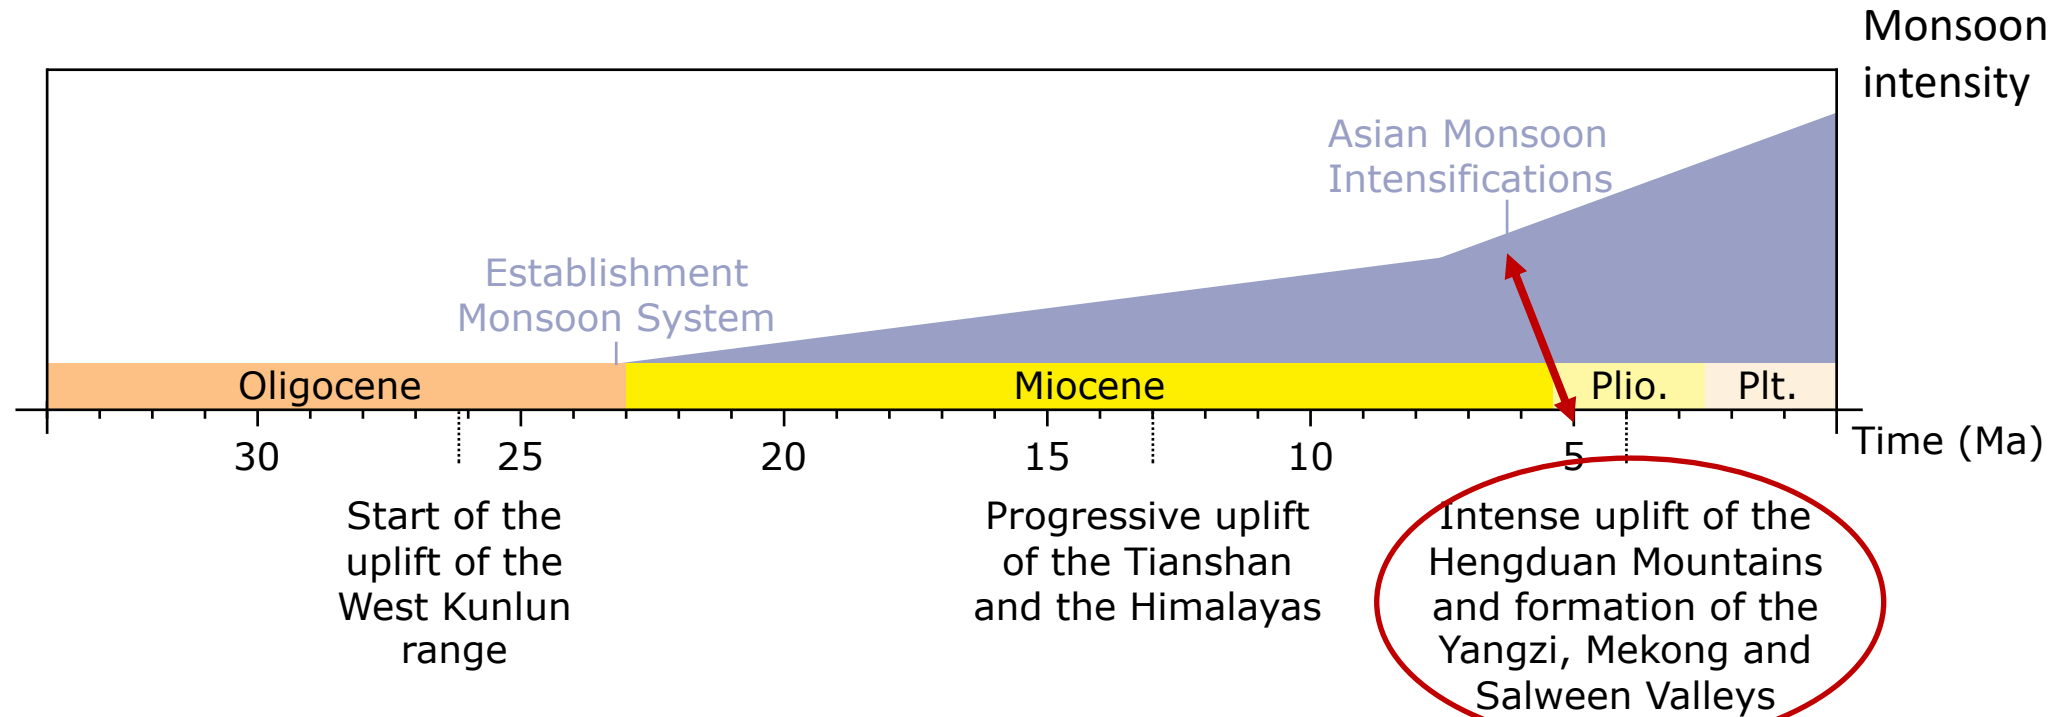 Monsoon
intensity
Asian Monsoon
Intensifications
Establishment
Monsoon System
Oligocene
Miocene
Plio.
Plt.
30
25
20
15
10
5
Time (Ma)
Start of the
uplift of the
West Kunlun
range
Progressive uplift
of the Tianshan
and the Himalayas
Intense uplift of the
Hengduan Mountains
and formation of the
Yangzi, Mekong and
Salween Valleys